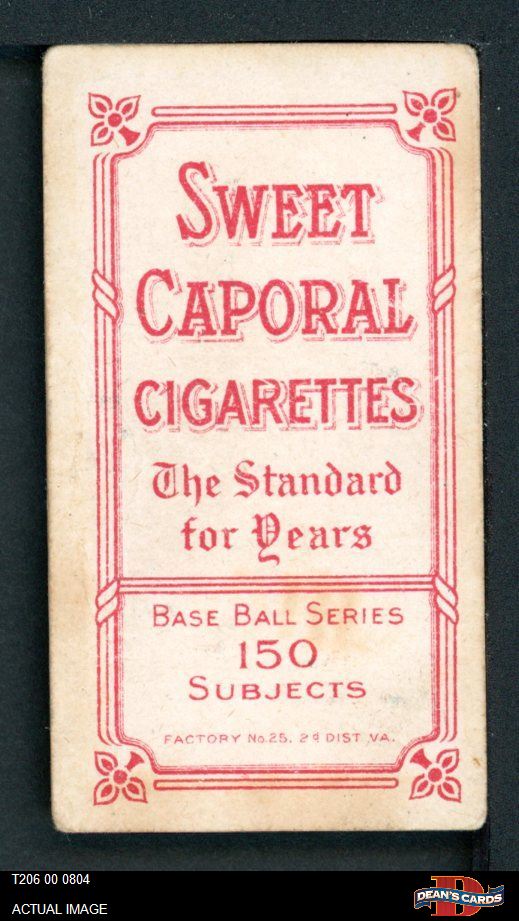 SWEET
CAPORAL
CIGARETTES
The Standard
for Years
BASE BALL SERIES
150
SUBJECTS
FACTORY No. 25. 2d DIST. VA.
T206 00 0804
ACTUAL IMAGE
DEAN'S CARDS